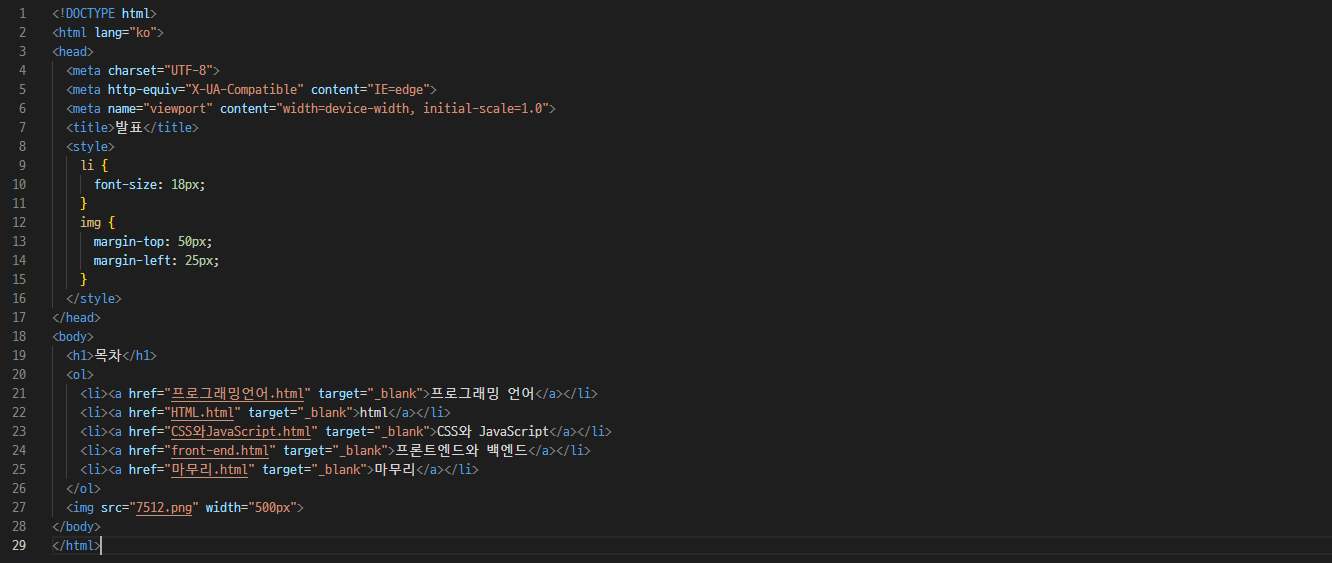 1 <!DOCTYPE html>
2 <html lang="ko">
3 <head>
4 <meta charset="UTF-8">
5 <meta http-equiv="X-UA-Compatible" content="IE=edge">
6 <meta name="viewport" content="width=device-width, initial-scale=1.0">
7 <title>발표</title>
8 <style>
9 li {
10 font-size: 18px;
11 }
12 img {
13 margin-top: 50px;
14 margin-left: 25px;
15 }
16 </style>
17 </head>
18 <body>
19 <h1>목차</h1>
20 <ol>
21 <li><a href="프로그래밍언어.html" target="_blank">프로그래밍 언어</a></li>
22 <li><a href="HTML.html" target="_blank">html</a></li>
23 <li><a href="CSS와JavaScript.html" target="_blank">CSS와 JavaScript</a></li>
24 <li><a href="front-end.html" target="_blank">프론트엔드와 백엔드</a></li>
25 <li><a href="마무리.html" target="_blank">마무리</a></li>
26 </ol>
27 <img src="7512.png" width="500px">
28 </body>
29 </html>